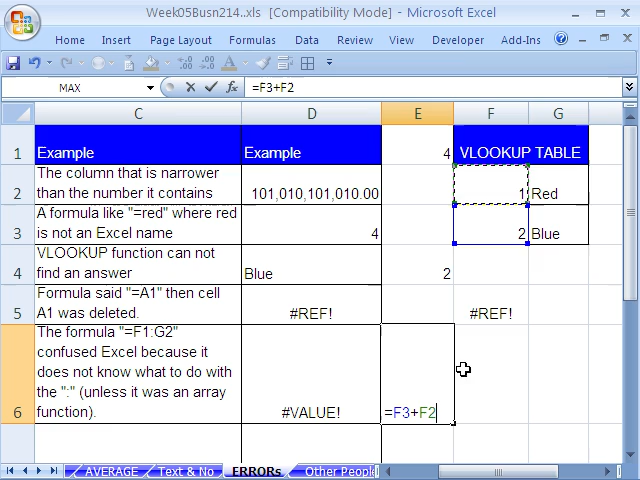 Week05Busn214..xls [Compatibility Mode] - Microsoft Excel
Home Insert Page Layout Formulas Data Review View Developer Add-Ins
MAX =F3+F2
C D E F G
1 Example Example 4 VLOOKUP TABLE
The column that is narrower
2 than the number it contains 101,010,101,010.00 1 Red
A formula like "=red" where red
3 is not an Excel name 4 2 Blue
VLOOKUP function can not
4 find an answer Blue 2
Formula said "=A1" then cell
5 A1 was deleted. #REF! #REF!
The formula "=F1:G2"
confused Excel because it
does not know what to do with
the ":" (unless it was an array
6 function). #VALUE! =F3+F2
AVERAGE Text & No ERRORs Other People